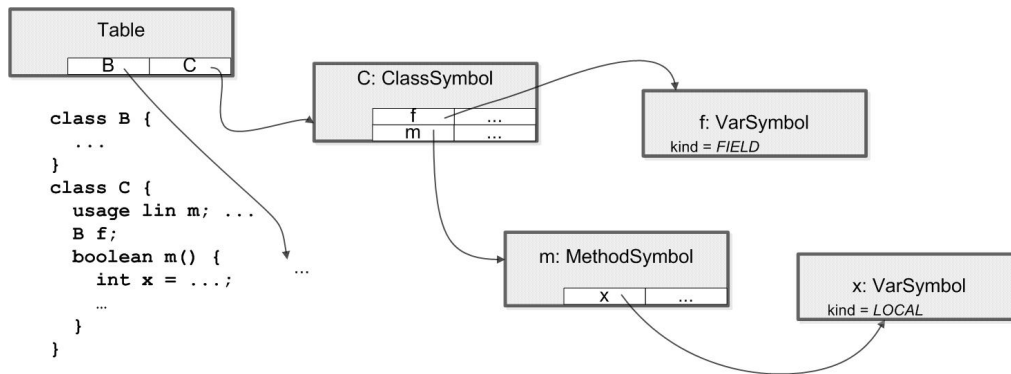 Table
B C
C: ClassSymbol
f ...
m ...
f: VarSymbol
kind = FIELD
class B {
...
}
class C {
usage lin m; ...
B f;
boolean m() {
int x = ...;
…
}
}
...
m: MethodSymbol
x ...
x: VarSymbol
kind = LOCAL